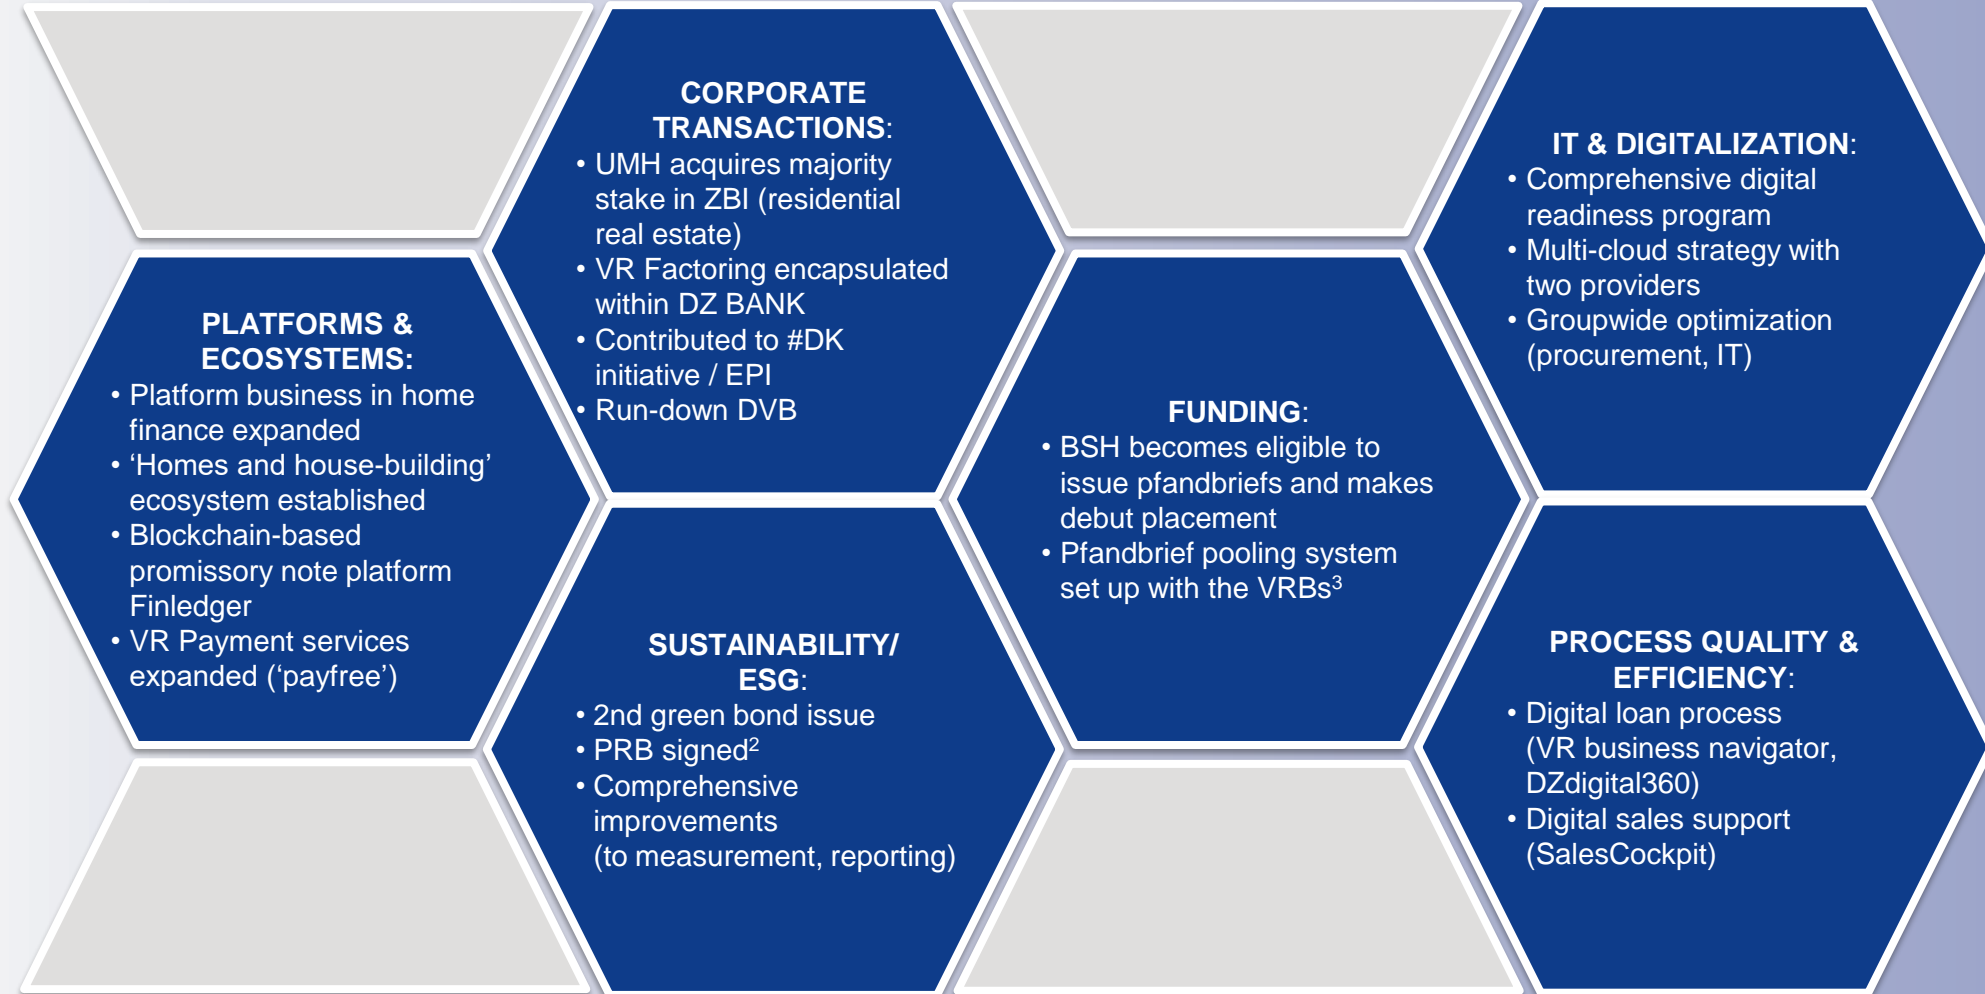 PLATFORMS &
ECOSYSTEMS:
• Platform business in home
finance expanded
• ‘Homes and house-building’
ecosystem established
• Blockchain-based
promissory note platform
Finledger
• VR Payment services
expanded (‘payfree’)
CORPORATE
TRANSACTIONS:
• UMH acquires majority
stake in ZBI (residential
real estate)
• VR Factoring encapsulated
within DZ BANK
• Contributed to #DK
initiative / EPI
• Run-down DVB
SUSTAINABILITY/
ESG:
• 2nd green bond issue
• PRB signed²
• Comprehensive
improvements
(to measurement, reporting)
FUNDING:
• BSH becomes eligible to
issue pfandbriefs and makes
debut placement
• Pfandbrief pooling system
set up with the VRBs³
IT & DIGITALIZATION:
• Comprehensive digital
readiness program
• Multi-cloud strategy with
two providers
• Groupwide optimization
(procurement, IT)
PROCESS QUALITY &
EFFICIENCY:
• Digital loan process
(VR business navigator,
DZdigital360)
• Digital sales support
(SalesCockpit)